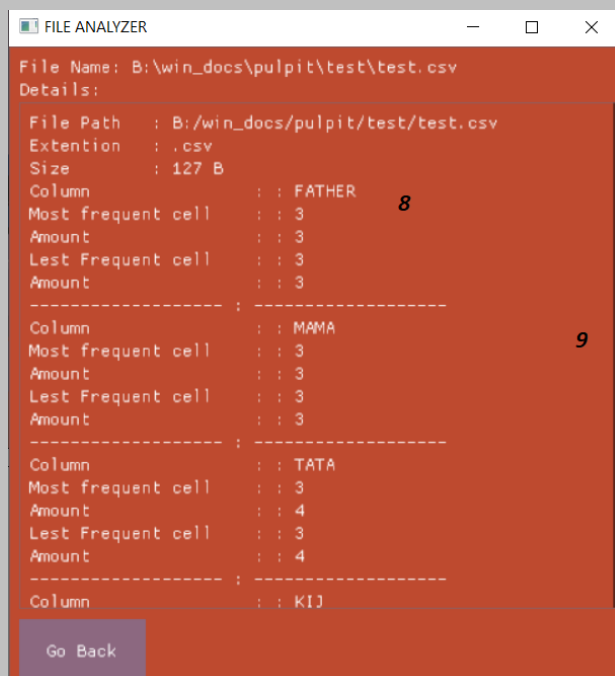 FILE ANALYZER
File Name: B:\win_docs\pulpit\test\test.csv
Details:
File Path : B:/win_docs/pulpit/test/test.csv
Extention : .csv
Size : 127 B
Column : : FATHER
8
Most frequent cell : : 3
Amount : : 3
Lest Frequent cell : : 3
Amount : : 3
------------------- : -------------------
Column : : MAMA
9
Most frequent cell : : 3
Amount : : 3
Lest Frequent cell : : 3
Amount : : 3
------------------- : -------------------
Column : : TATA
Most frequent cell : : 3
Amount : : 4
Lest Frequent cell : : 3
Amount : : 4
------------------- : -------------------
Column : : KIJ
Go Back